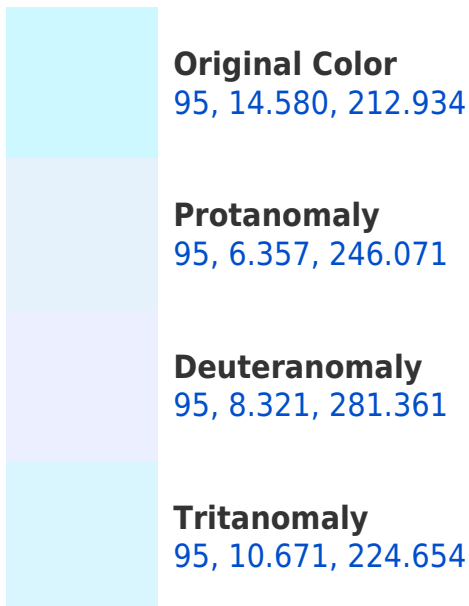 Original Color
95, 14.580, 212.934
Protanomaly
95, 6.357, 246.071
Deuteranomaly
95, 8.321, 281.361
Tritanomaly
95, 10.671, 224.654